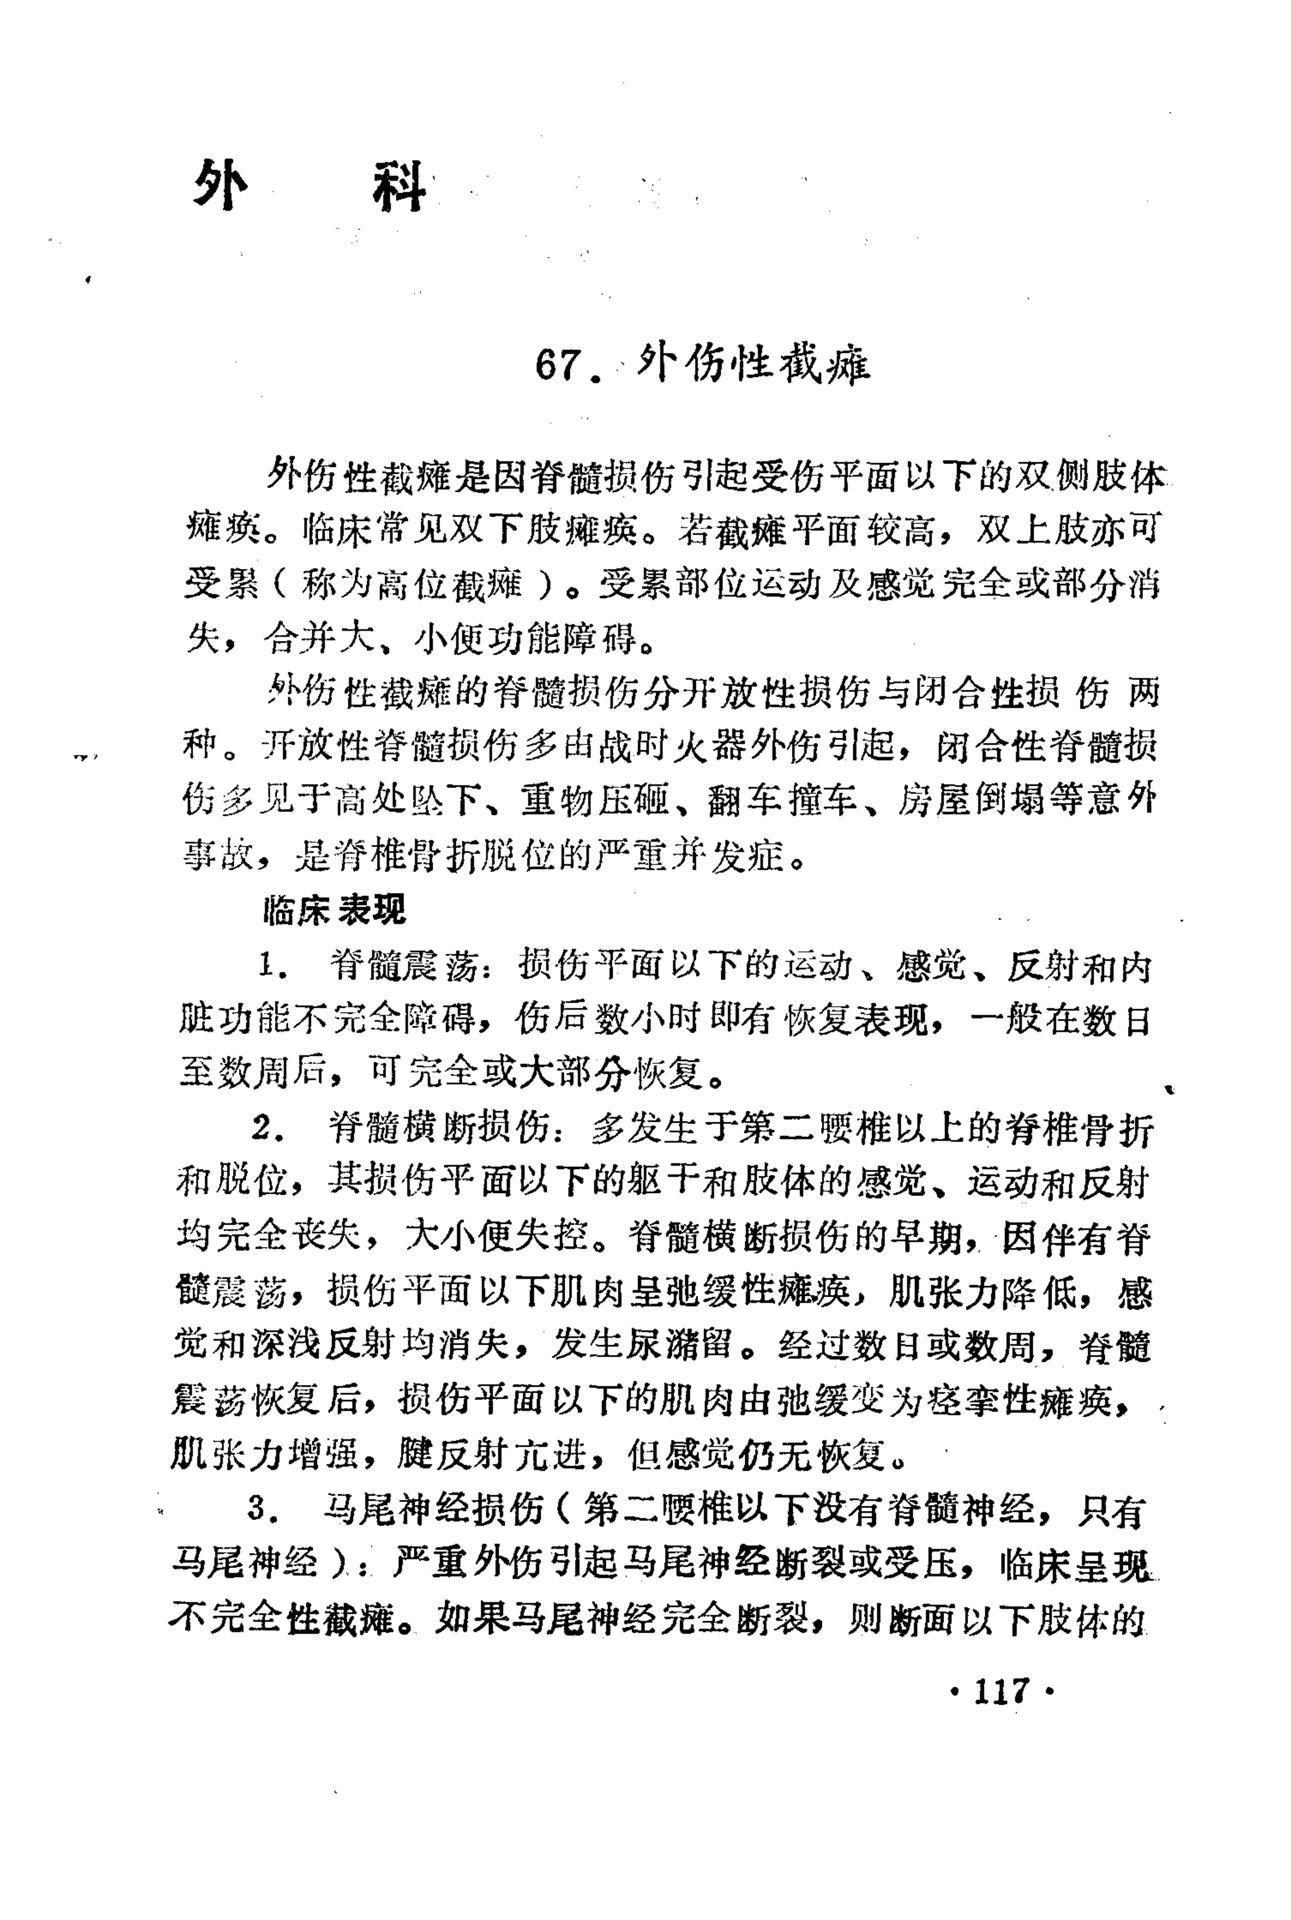 外 科
67. 外伤性截瘫
外伤性截瘫是因脊髓损伤引起受伤平面以下的双侧肢体
瘫痪。临床常见双下肢瘫痪。若截瘫平面较高，双上肢亦可
受累（称为高位截瘫）。受累部位运动及感觉完全或部分消
失，合并大、小便功能障碍。
外伤性截瘫的脊髓损伤分开放性损伤与闭合性损伤两
种。开放性脊髓损伤多由战时火器外伤引起，闭合性脊髓损
伤多见于高处坠下、重物压砸、翻车撞车、房屋倒塌等意外
事故，是脊椎骨折脱位的严重并发症。
临床表现
1. 脊髓震荡：损伤平面以下的运动、感觉、反射和内
脏功能不完全障碍，伤后数小时即有恢复表现，一般在数日
至数周后，可完全或大部分恢复。
2. 脊髓横断损伤：多发生于第二腰椎以上的脊椎骨折
和脱位，其损伤平面以下的躯干和肢体的感觉、运动和反射
均完全丧失，大小便失控。脊髓横断损伤的早期，因伴有脊
髓震荡，损伤平面以下肌肉呈弛缓性瘫痪，肌张力降低，感
觉和深浅反射均消失，发生尿潴留。经过数日或数周，脊髓
震荡恢复后，损伤平面以下的肌肉由弛缓变为痉挛性瘫痪，
肌张力增强，腱反射亢进，但感觉仍无恢复。
3. 马尾神经损伤（第二腰椎以下没有脊髓神经，只有
马尾神经）：严重外伤引起马尾神经断裂或受压，临床呈现
不完全性截瘫。如果马尾神经完全断裂，则断面以下肢体的
·117·